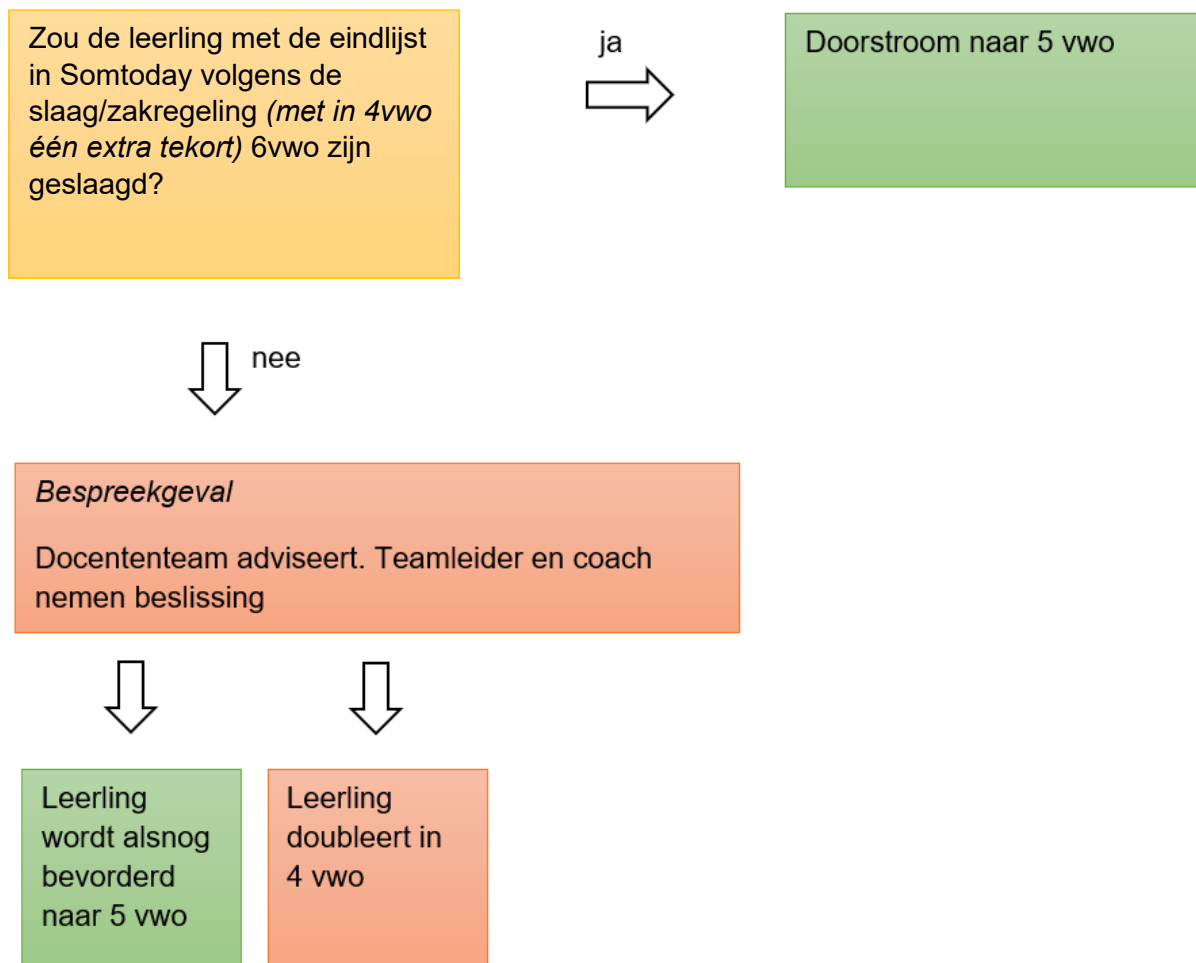 Zou de leerling met de eindlijst
in Somtoday volgens de
slaag/zakregeling (met in 4vwo
één extra tekort) 6vwo zijn
geslaagd?
ja
Doorstroom naar 5 vwo
nee
Bespreekgeval
Docententeam adviseert. Teamleider en coach
nemen beslissing
Leerling
wordt alsnog
bevorderd
naar 5 vwo
Leerling
doubleert in
4 vwo